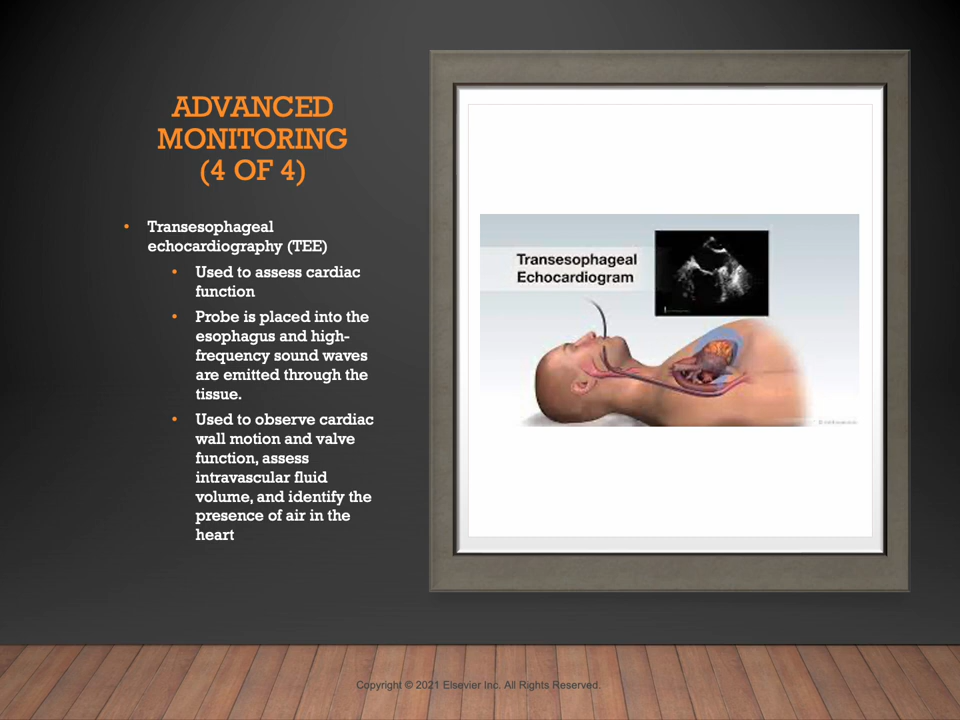 ADVANCED
MONITORING
(4 OF 4)
• Transesophageal
echocardiography (TEE)
• Used to assess cardiac
function
• Probe is placed into the
esophagus and high-
frequency sound waves
are emitted through the
tissue.
• Used to observe cardiac
wall motion and valve
function, assess
intravascular fluid
volume, and identify the
presence of air in the
heart
Transesophageal
Echocardiogram
Copyright © 2021 Elsevier Inc. All Rights Reserved.